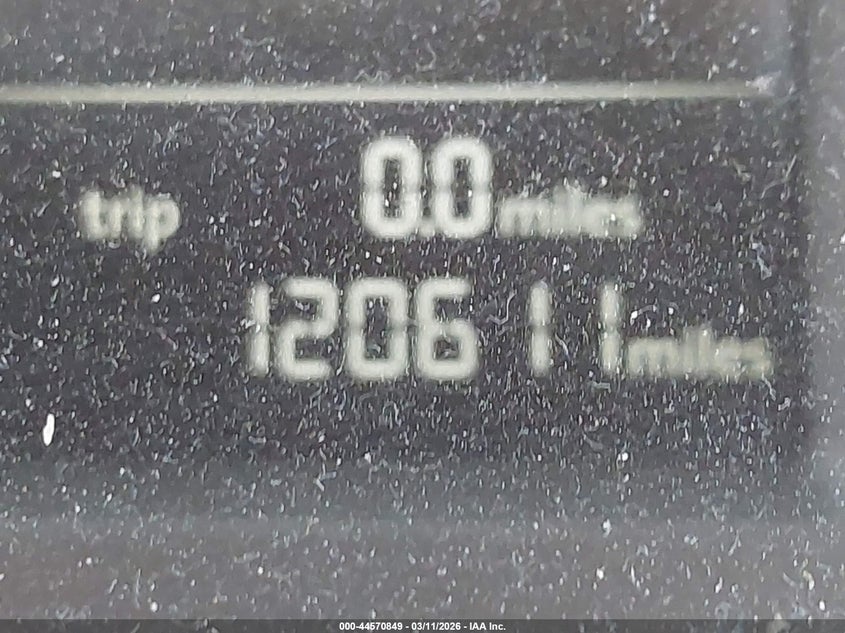 trip 0.0 miles
120611 miles
000-44570849 - 03/11/2026 - IAA Inc.